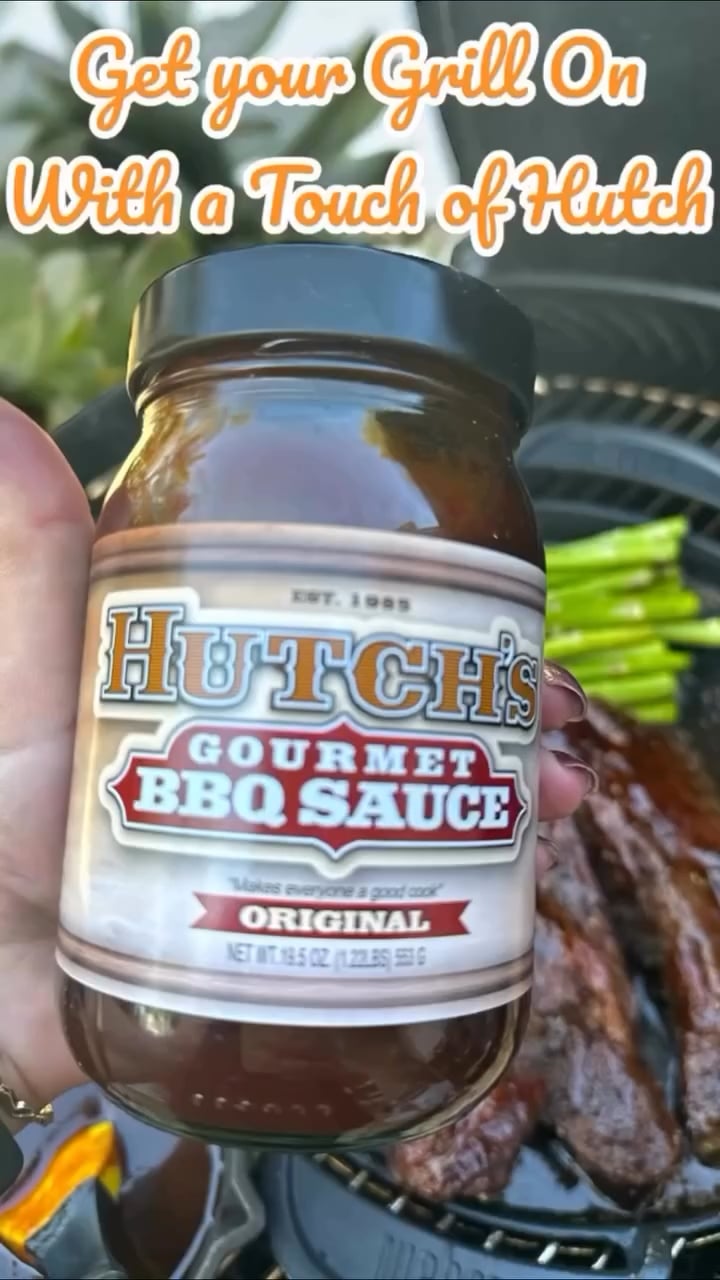 Get your Grill On
With a Touch of Hutch
EST. 1985
HUTCH'S
GOURMET
BBQ SAUCE
"Makes everyone a good cook"
ORIGINAL
NET WT. 19.5 OZ. (1.22LBS) 553 G